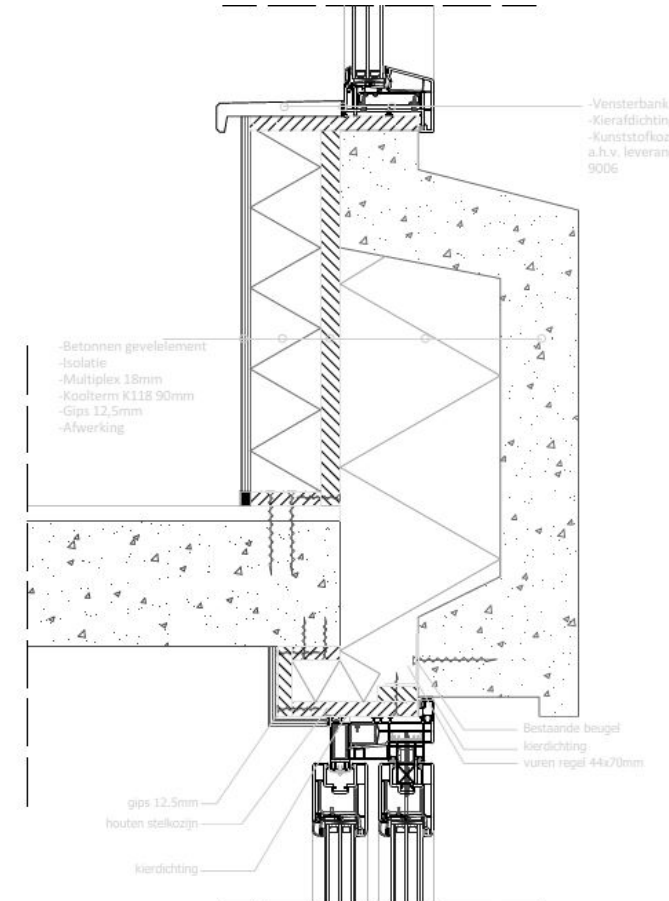 -Vensterbank
-Kierafdichtin
-Kunststofkoz
a.h.v. leveran
9006
-Betonnen gevelelement
-Isolatie
-Multiplex 18mm
-Koolterm K118 90mm
-Gips 12,5mm
-Afwerking
Bestaande beugel
kierdichting
vuren regel 44x70mm
gips 12.5mm
houten stelkozijn
kierdichting